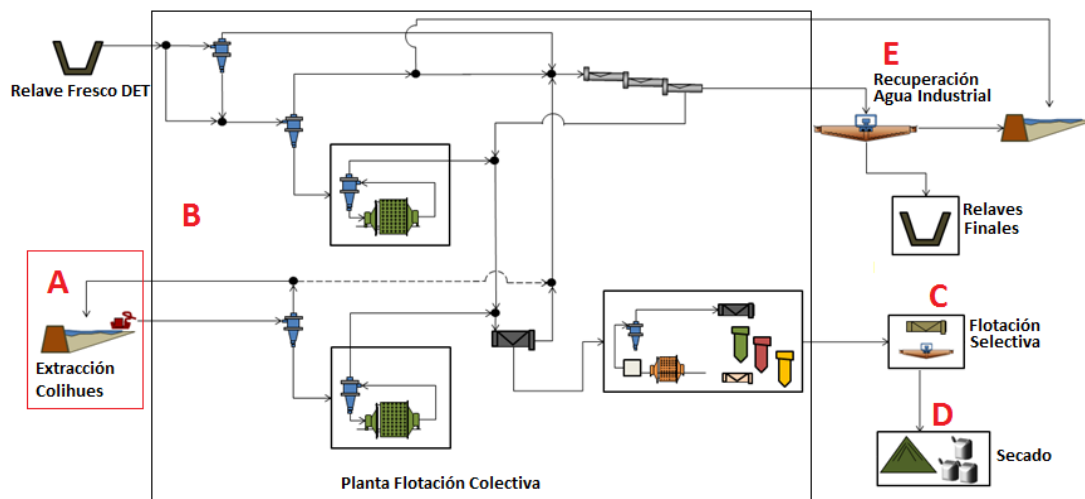 Relave Fresco DET
E
Recuperación
Agua Industrial
B
Relaves
Finales
A
Extracción
Colihues
C
Flotación
Selectiva
D
Secado
Planta Flotación Colectiva